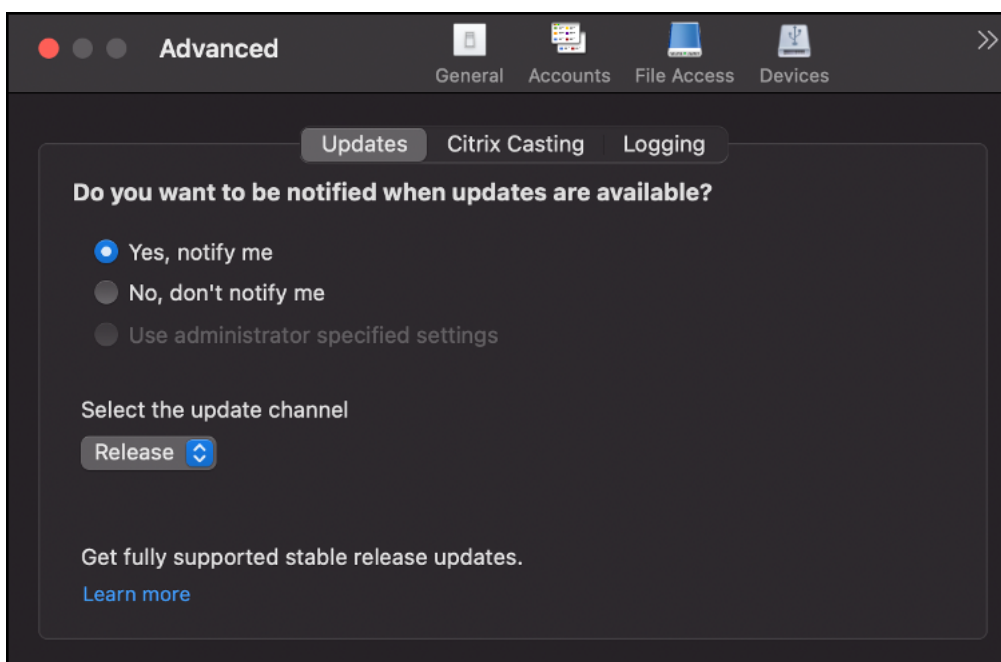 Advanced
General Accounts File Access Devices
Updates Citrix Casting Logging
Do you want to be notified when updates are available?
Yes, notify me
No, don't notify me
Use administrator specified settings
Select the update channel
Release
Get fully supported stable release updates.
Learn more